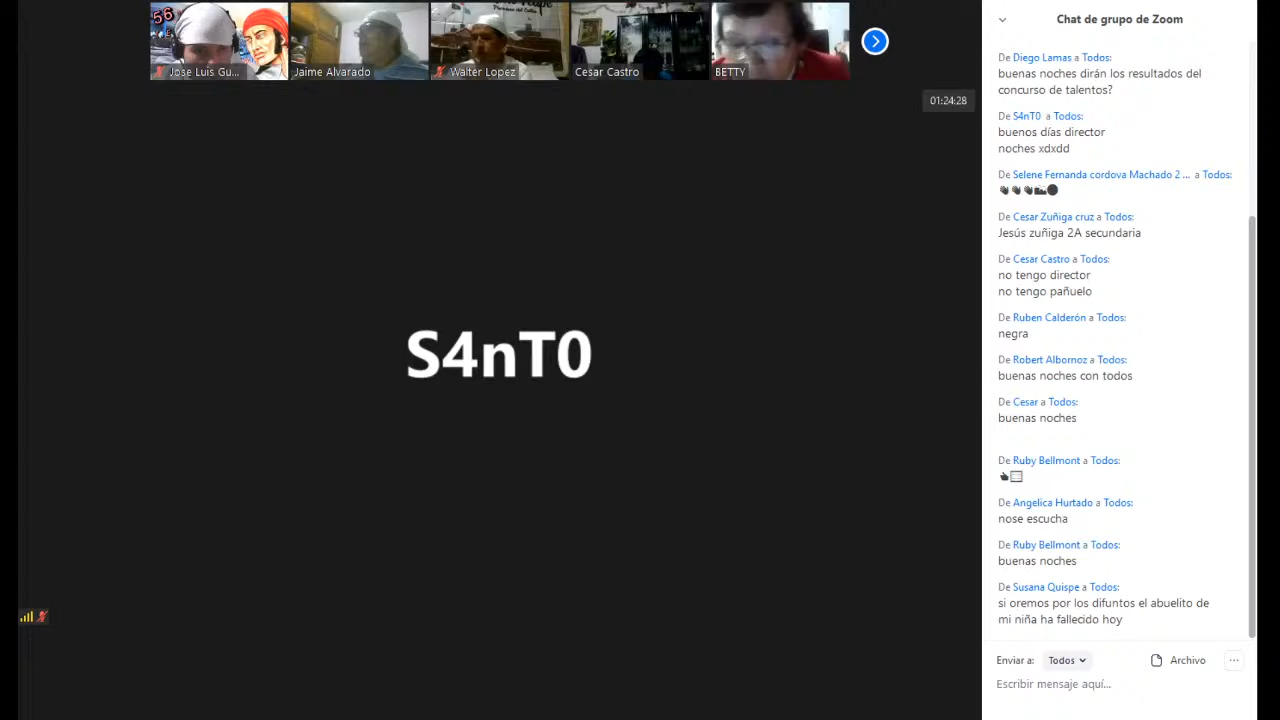 56
Jose Luis Gu...
Jaime Alvarado
Walter Lopez
Cesar Castro
BETTY
01:24:28
S4nT0
Chat de grupo de Zoom
De Diego Lamas a Todos:
buenas noches dirán los resultados del
concurso de talentos?
De S4nT0 a Todos:
buenos días director
noches xdxdd
De Selene Fernanda cordova Machado 2 ... a Todos:
De Cesar Zuñiga cruz a Todos:
Jesús zuñiga 2A secundaria
De Cesar Castro a Todos:
no tengo director
no tengo pañuelo
De Ruben Calderón a Todos:
negra
De Robert Albornoz a Todos:
buenas noches con todos
De Cesar a Todos:
buenas noches
De Ruby Bellmont a Todos:
De Angelica Hurtado a Todos:
nose escucha
De Ruby Bellmont a Todos:
buenas noches
De Susana Quispe a Todos:
si oremos por los difuntos el abuelito de
mi niña ha fallecido hoy
Enviar a: Todos
Archivo
...
Escribir mensaje aquí...